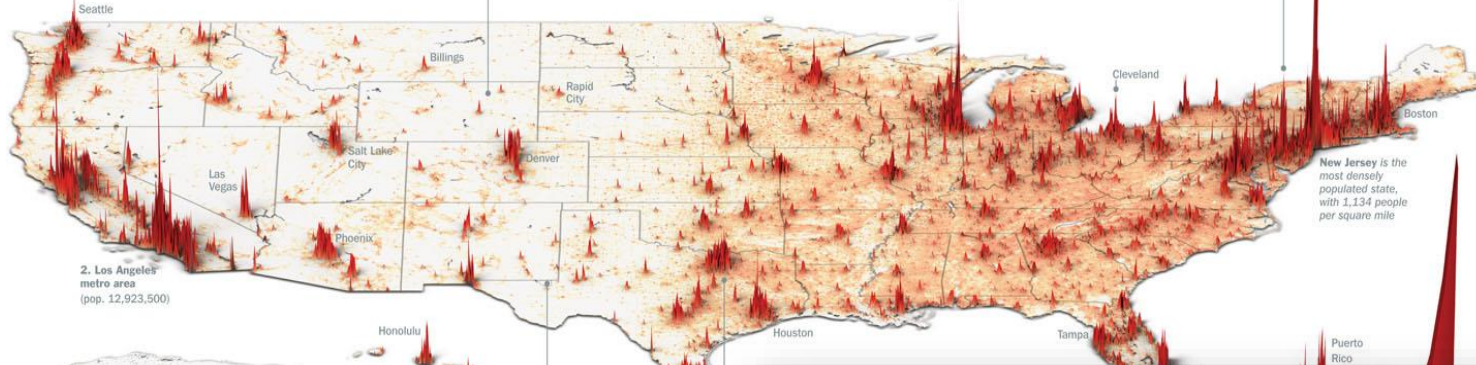 Seattle
Billings
Rapid
City
Cleveland
Boston
Salt Lake
City
Denver
Las
Vegas
New Jersey is the
most densely
populated state,
with 1,134 people
per square mile
Phoenix
2. Los Angeles
metro area
(pop. 12,923,500)
Honolulu
Houston
Tampa
Puerto
Rico